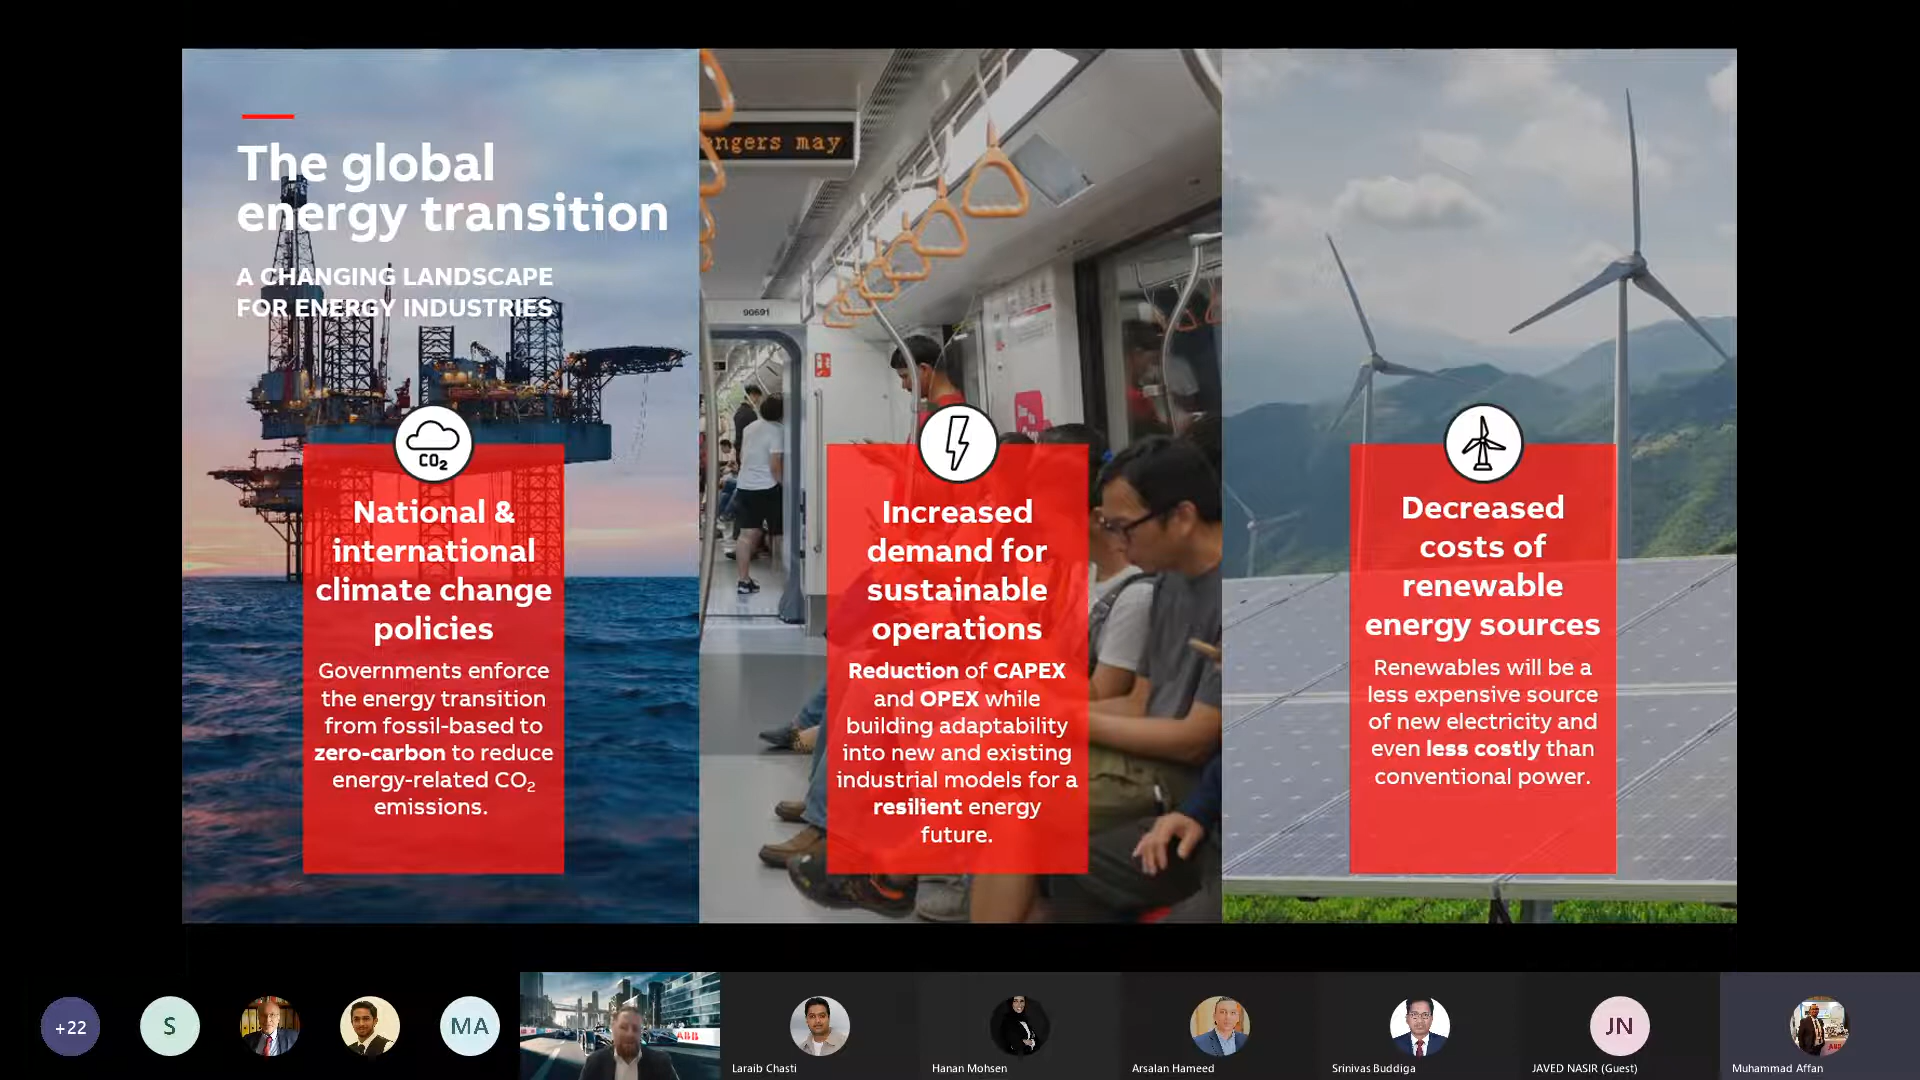 The global
energy transition
A CHANGING LANDSCAPE
FOR ENERGY INDUSTRIES
ngers may
90691
CO₂
National &
international
climate change
policies
Governments enforce
the energy transition
from fossil-based to
zero-carbon to reduce
energy-related CO₂
emissions.
Increased
demand for
sustainable
operations
Reduction of CAPEX
and OPEX while
building adaptability
into new and existing
industrial models for a
resilient energy
future.
Decreased
costs of
renewable
energy sources
Renewables will be a
less expensive source
of new electricity and
even less costly than
conventional power.
+22
S
MA
ABB
Laraib Chasti
Hanan Mohsen
Arsalan Hameed
Srinivas Buddiga
JN
JAVED NASIR (Guest)
Muhammad Affan